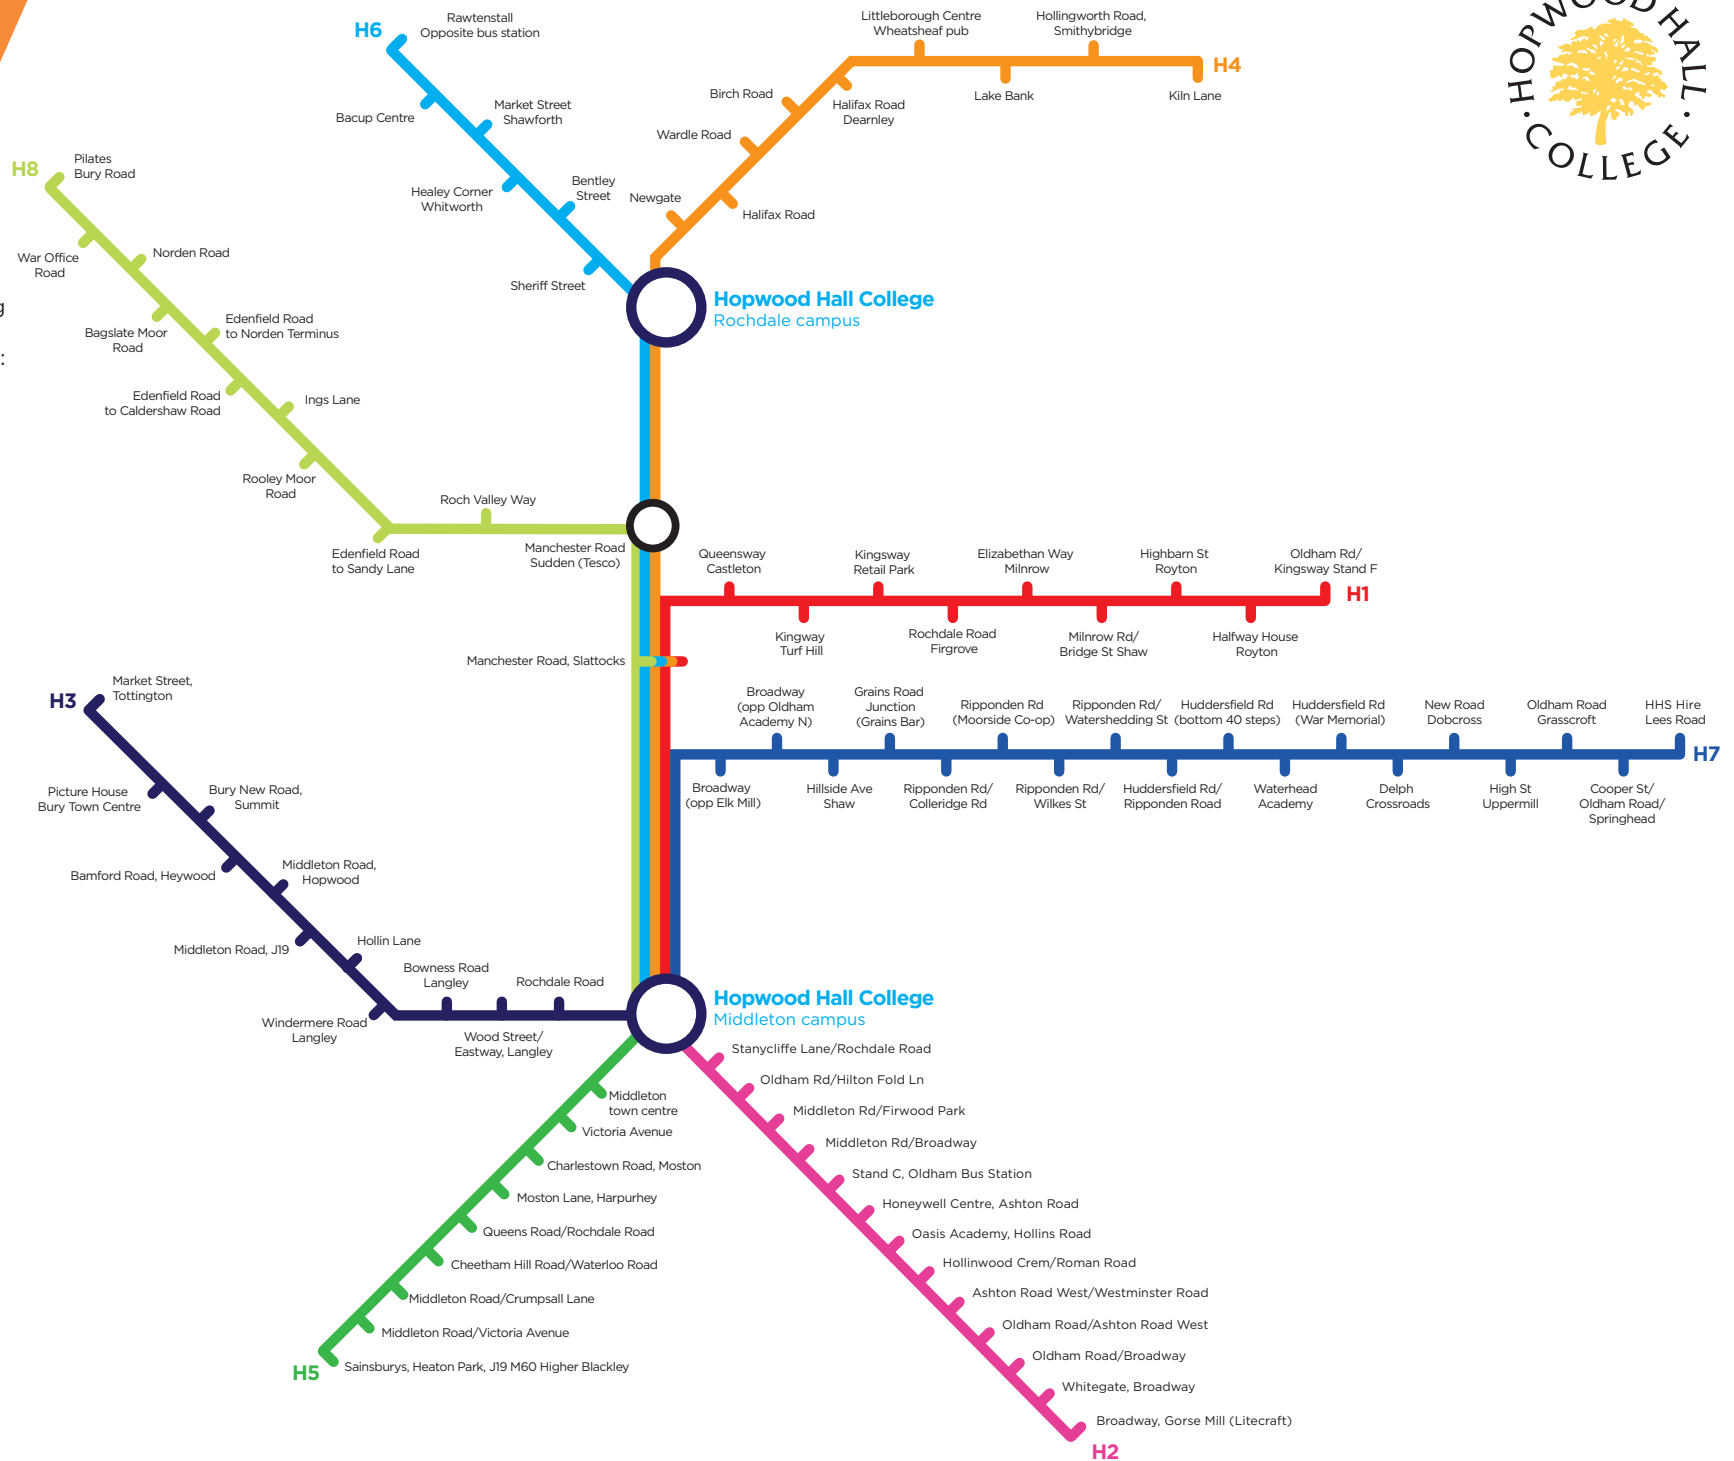 H6
Rawtenstall
Opposite bus station
Bacup Centre
Market Street
Shawforth
Healey Corner
Whitworth
Bentley
Street
Sheriff Street
Littleborough Centre
Wheatsheaf pub
Hollingworth Road,
Smithybridge
H4
Birch Road
Halifax Road
Dearnley
Lake Bank
Kiln Lane
Wardle Road
Newgate
Halifax Road
HOPWOOD HALL
· COLLEGE ·
H8
Pilates
Bury Road
War Office
Road
Norden Road
g
:
Bagslate Moor
Road
Edenfield Road
to Norden Terminus
Edenfield Road
to Caldershaw Road
Ings Lane
Rooley Moor
Road
Roch Valley Way
Edenfield Road
to Sandy Lane
Manchester Road
Sudden (Tesco)
Hopwood Hall College
Rochdale campus
Queensway
Castleton
Kingsway
Retail Park
Elizabethan Way
Milnrow
Highbarn St
Royton
Oldham Rd/
Kingsway Stand F
H1
Kingway
Turf Hill
Rochdale Road
Firgrove
Milnrow Rd/
Bridge St Shaw
Halfway House
Royton
Manchester Road, Slattocks
Broadway
(opp Oldham
Academy N)
Grains Road
Junction
(Grains Bar)
Ripponden Rd
(Moorside Co-op)
Ripponden Rd/
Watershedding St
Huddersfield Rd
(bottom 40 steps)
Huddersfield Rd
(War Memorial)
New Road
Dobcross
Oldham Road
Grasscroft
HHS Hire
Lees Road
H7
Broadway
(opp Elk Mill)
Hillside Ave
Shaw
Ripponden Rd/
Colleridge Rd
Ripponden Rd/
Wilkes St
Huddersfield Rd/
Ripponden Road
Waterhead
Academy
Delph
Crossroads
High St
Uppermill
Cooper St/
Oldham Road/
Springhead
H3
Market Street,
Tottington
Picture House
Bury Town Centre
Bury New Road,
Summit
Bamford Road, Heywood
Middleton Road,
Hopwood
Middleton Road, J19
Hollin Lane
Windermere Road
Langley
Bowness Road
Langley
Wood Street/
Eastway, Langley
Rochdale Road
Hopwood Hall College
Middleton campus
Middleton
town centre
Victoria Avenue
Charlestown Road, Moston
Moston Lane, Harpurhey
Queens Road/Rochdale Road
Cheetham Hill Road/Waterloo Road
Middleton Road/Crumpsall Lane
Middleton Road/Victoria Avenue
Sainsburys, Heaton Park, J19 M60 Higher Blackley
H5
Stanycliffe Lane/Rochdale Road
Oldham Rd/Hilton Fold Ln
Middleton Rd/Firwood Park
Middleton Rd/Broadway
Stand C, Oldham Bus Station
Honeywell Centre, Ashton Road
Oasis Academy, Hollins Road
Hollinwood Crem/Roman Road
Ashton Road West/Westminster Road
Oldham Road/Ashton Road West
Oldham Road/Broadway
Whitegate, Broadway
Broadway, Gorse Mill (Litecraft)
H2